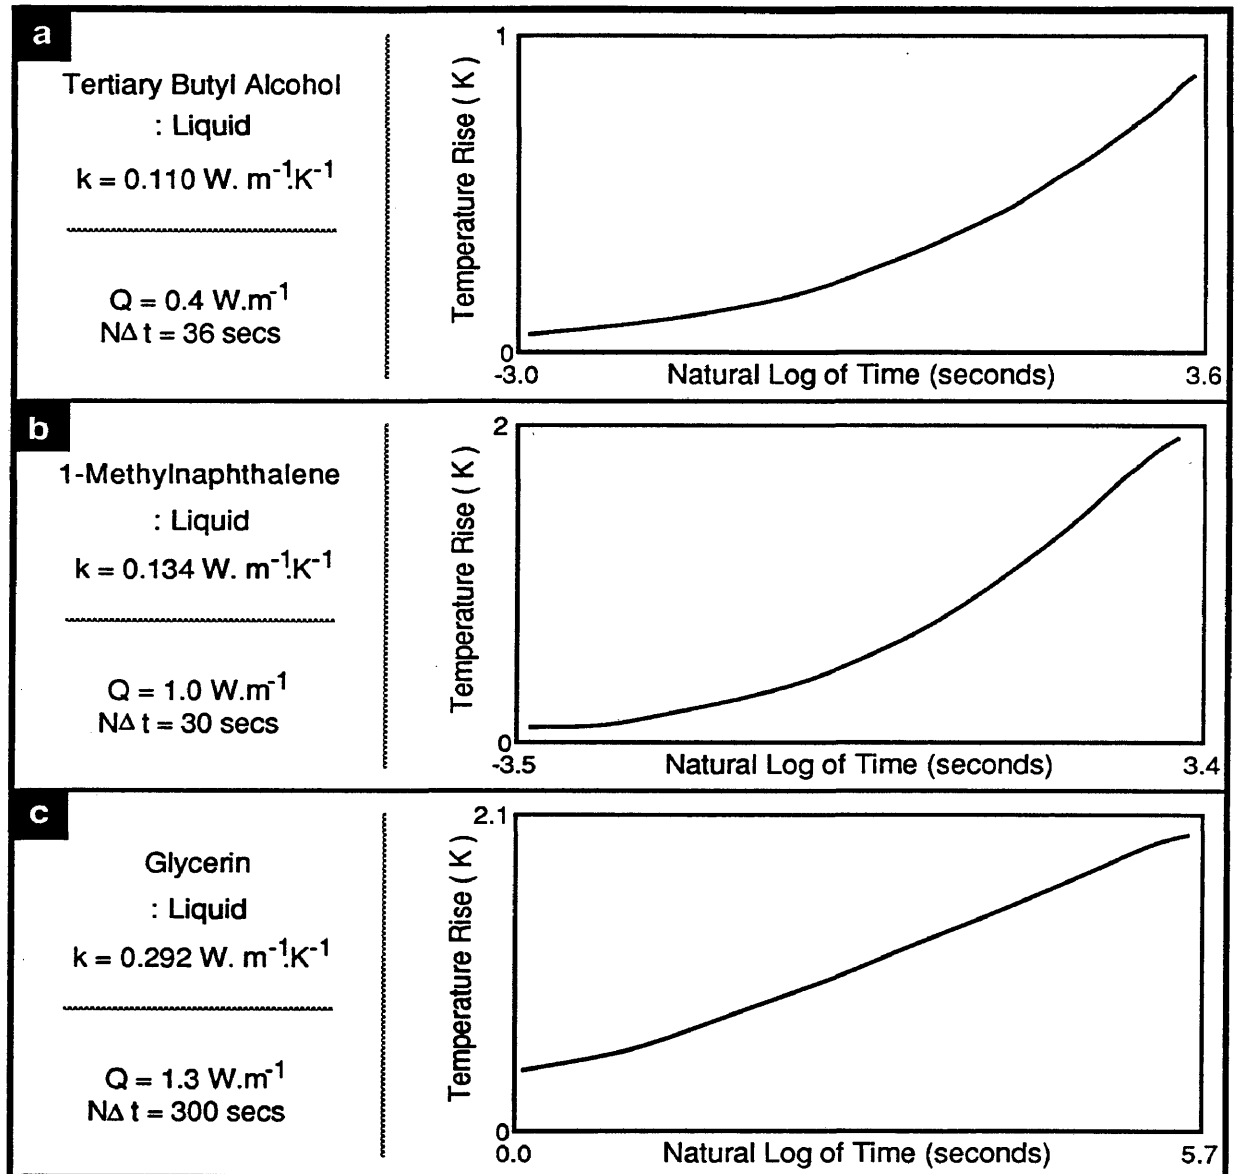 a
Tertiary Butyl Alcohol
: Liquid
k = 0.110 W. m⁻¹.K⁻¹
Q = 0.4 W.m⁻¹
NΔ t = 36 secs
1
Temperature Rise ( K )
0
-3.0
Natural Log of Time (seconds)
3.6
b
1-Methylnaphthalene
: Liquid
k = 0.134 W. m⁻¹.K⁻¹
Q = 1.0 W.m⁻¹
NΔ t = 30 secs
2
Temperature Rise ( K )
0
-3.5
Natural Log of Time (seconds)
3.4
c
Glycerin
: Liquid
k = 0.292 W. m⁻¹.K⁻¹
Q = 1.3 W.m⁻¹
NΔ t = 300 secs
2.1
Temperature Rise ( K )
0
0.0
Natural Log of Time (seconds)
5.7